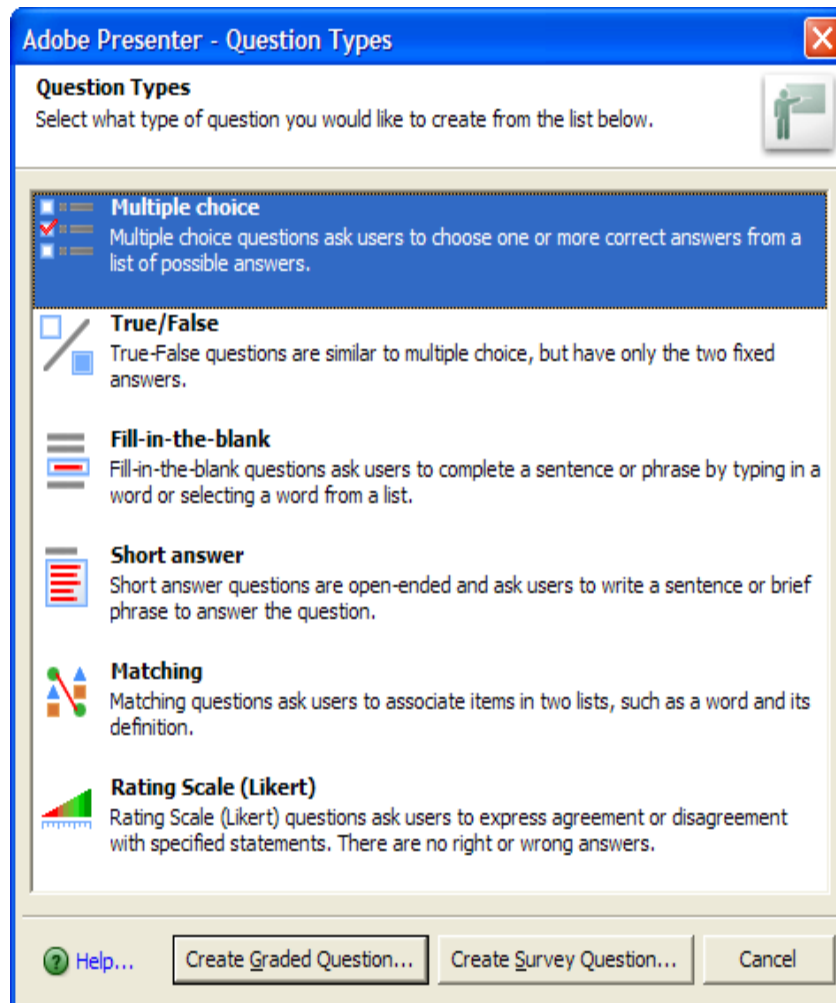 Adobe Presenter - Question Types
Question Types
Select what type of question you would like to create from the list below.
Multiple choice
Multiple choice questions ask users to choose one or more correct answers from a
list of possible answers.
True/False
True-False questions are similar to multiple choice, but have only the two fixed
answers.
Fill-in-the-blank
Fill-in-the-blank questions ask users to complete a sentence or phrase by typing in a
word or selecting a word from a list.
Short answer
Short answer questions are open-ended and ask users to write a sentence or brief
phrase to answer the question.
Matching
Matching questions ask users to associate items in two lists, such as a word and its
definition.
Rating Scale (Likert)
Rating Scale (Likert) questions ask users to express agreement or disagreement
with specified statements. There are no right or wrong answers.
Help... Create Graded Question... Create Survey Question... Cancel